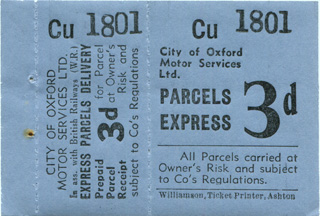 Cu 1801
CITY OF OXFORD
MOTOR SERVICES LTD.
In assn. with British Railways (W.R.)
EXPRESS PARCELS DELIVERY
Prepaid 3d for Parcel
Parcel at Owner's
Receipt Risk and
subject to Co's Regulations
Cu 1801
City of Oxford
Motor Services
Ltd.
PARCELS
EXPRESS
3d
All Parcels carried at
Owner's Risk and subject
to Co's Regulations.
Williamson, Ticket Printer, Ashton